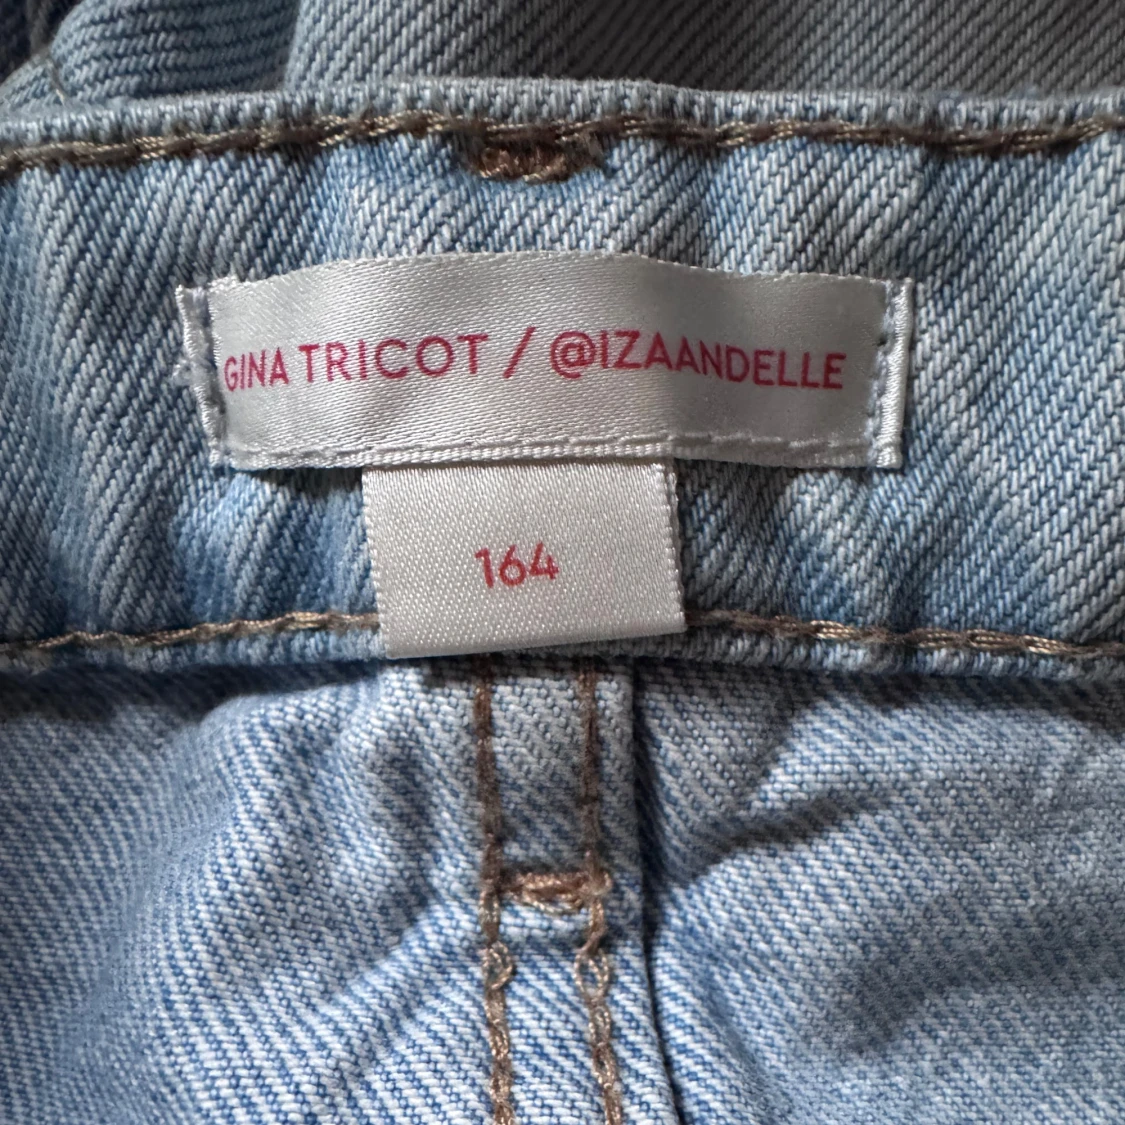 GINA TRICOT / @IZAANDELLE
164